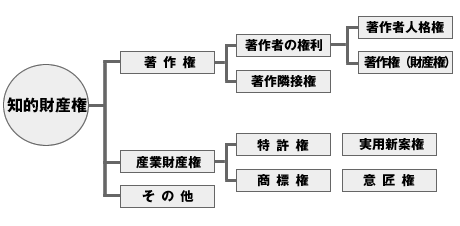 知的財産権
著作権
著作者の権利
著作者人格権
著作権（財産権）
著作隣接権
産業財産権
特許権
実用新案権
商標権
意匠権
その他